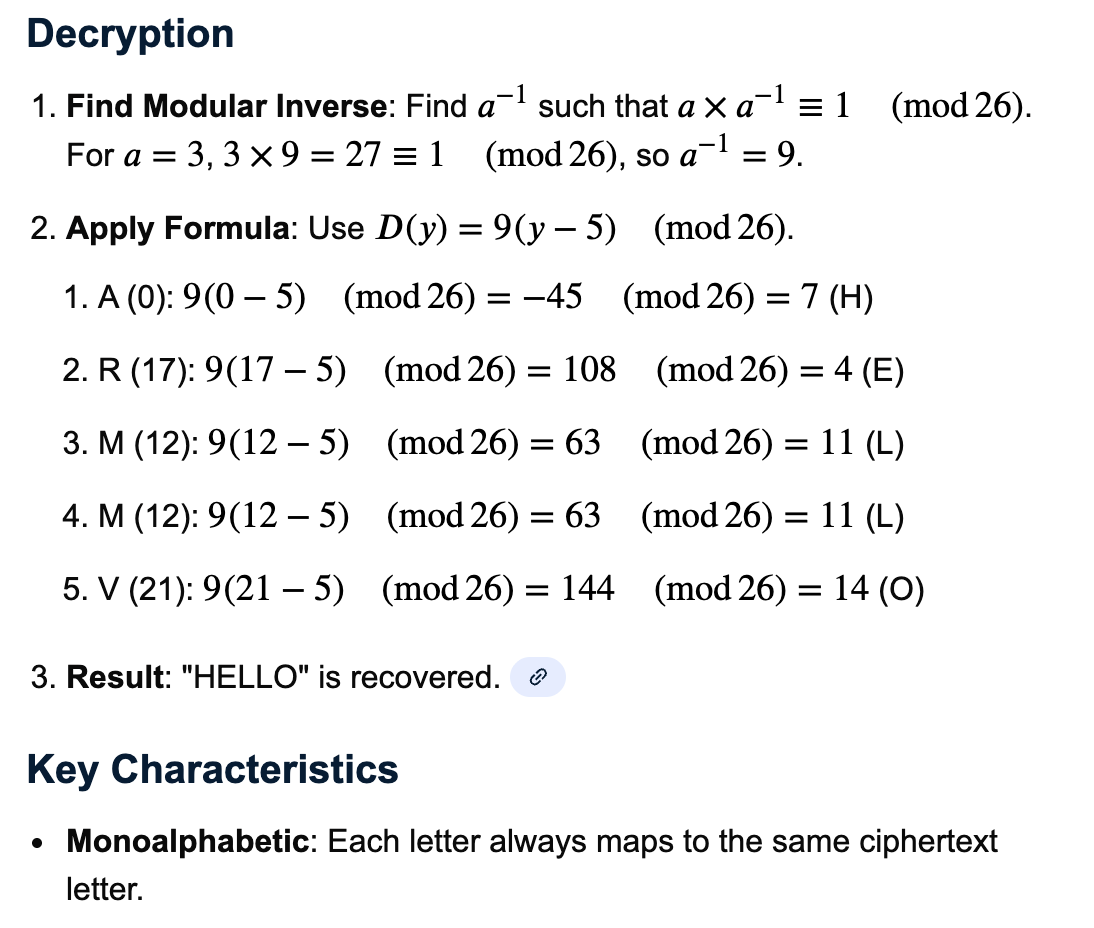 Decryption
1. Find Modular Inverse: Find a⁻¹ such that a × a⁻¹ ≡ 1 (mod 26).
For a = 3, 3 × 9 = 27 ≡ 1 (mod 26), so a⁻¹ = 9.
2. Apply Formula: Use D(y) = 9(y − 5) (mod 26).
1. A (0): 9(0 − 5) (mod 26) = −45 (mod 26) = 7 (H)
2. R (17): 9(17 − 5) (mod 26) = 108 (mod 26) = 4 (E)
3. M (12): 9(12 − 5) (mod 26) = 63 (mod 26) = 11 (L)
4. M (12): 9(12 − 5) (mod 26) = 63 (mod 26) = 11 (L)
5. V (21): 9(21 − 5) (mod 26) = 144 (mod 26) = 14 (O)
3. Result: "HELLO" is recovered.
Key Characteristics
• Monoalphabetic: Each letter always maps to the same ciphertext
letter.